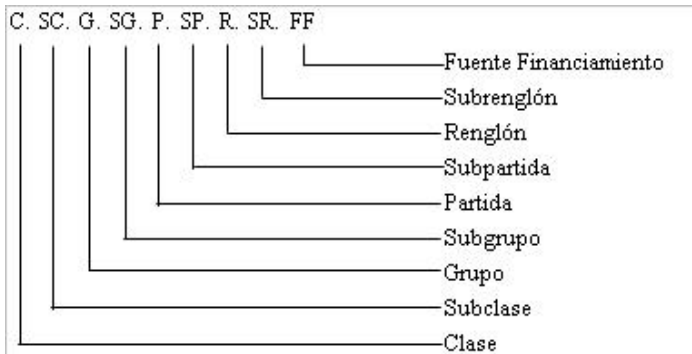 C. SC. G. SG. P. SP. R. SR. FF
Fuente Financiamiento
Subrenglón
Renglón
Subpartida
Partida
Subgrupo
Grupo
Subclase
Clase